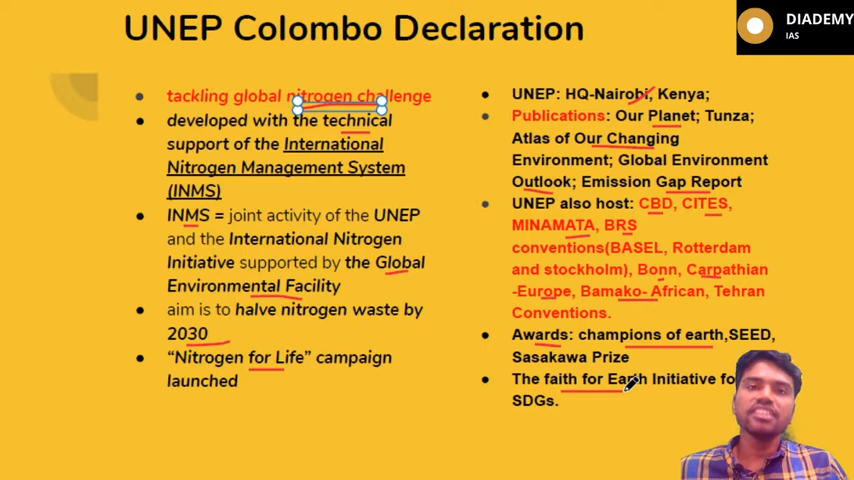 UNEP Colombo Declaration
DIADEMY
IAS
tackling global nitrogen challenge
developed with the technical
support of the International
Nitrogen Management System
(INMS)
INMS = joint activity of the UNEP
and the International Nitrogen
Initiative supported by the Global
Environmental Facility
aim is to halve nitrogen waste by
2030
“Nitrogen for Life” campaign
launched
UNEP: HQ-Nairobi, Kenya;
Publications: Our Planet; Tunza;
Atlas of Our Changing
Environment; Global Environment
Outlook; Emission Gap Report
UNEP also host: CBD, CITES,
MINAMATA, BRS
conventions(BASEL, Rotterdam
and stockholm), Bonn, Carpathian
-Europe, Bamako- African, Tehran
Conventions.
Awards: champions of earth,SEED,
Sasakawa Prize
The faith for Earth Initiative fo
SDGs.